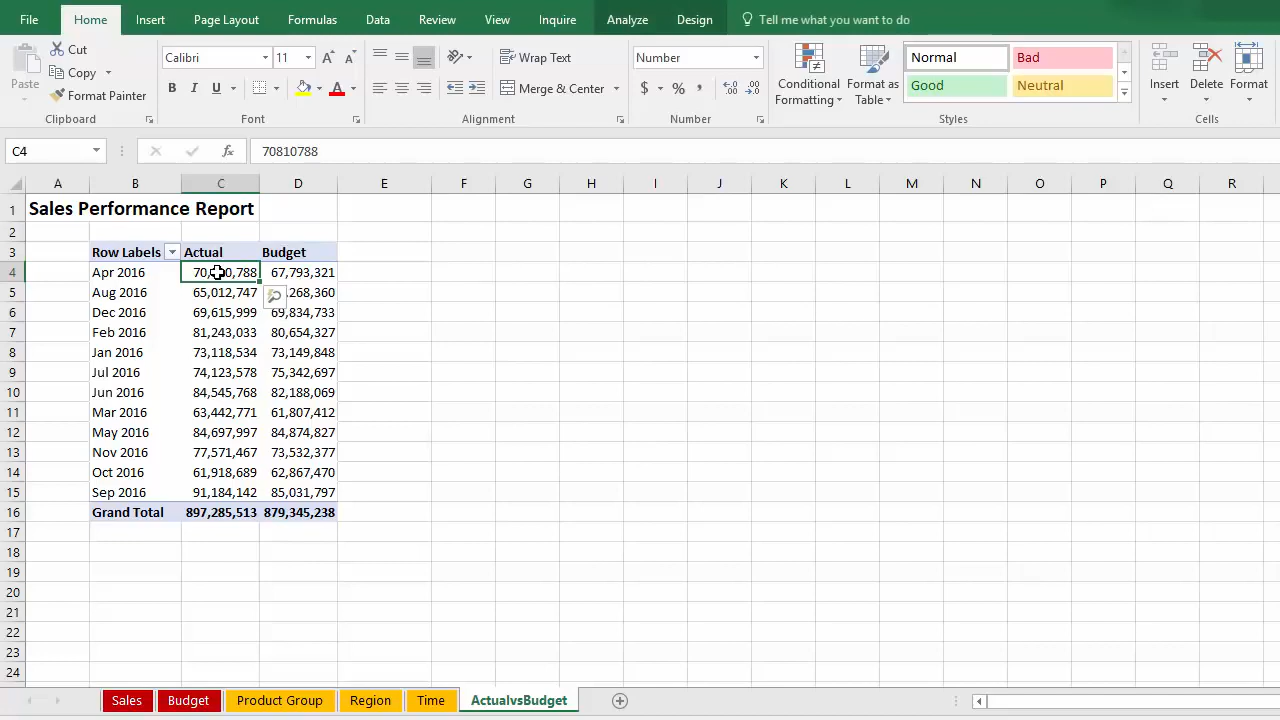 File Home Insert Page Layout Formulas Data Review View Inquire Analyze Design Tell me what you want to do
Paste Cut Copy Format Painter
Calibri 11 A A
B I U A
Wrap Text
Merge & Center
Number
$ % ,
Conditional Formatting
Format as Table
Normal Bad
Good Neutral
Insert Delete Format
Clipboard Font Alignment Number Styles Cells
C4 fx 70810788
A B C D E F G H I J K L M N O P Q R
1 Sales Performance Report
2
3 Row Labels Actual Budget
4 Apr 2016 67,793,321
5 Aug 2016 65,012,747
6 Dec 2016 69,615,999 69,834,733
7 Feb 2016 81,243,033 80,654,327
8 Jan 2016 73,118,534 73,149,848
9 Jul 2016 74,123,578 75,342,697
10 Jun 2016 84,545,768 82,188,069
11 Mar 2016 63,442,771 61,807,412
12 May 2016 84,697,997 84,874,827
13 Nov 2016 77,571,467 73,532,377
14 Oct 2016 61,918,689 62,867,470
15 Sep 2016 91,184,142 85,031,797
16 Grand Total 897,285,513 879,345,238
17
18
19
20
21
22
23
24
Sales Budget Product Group Region Time ActualvsBudget